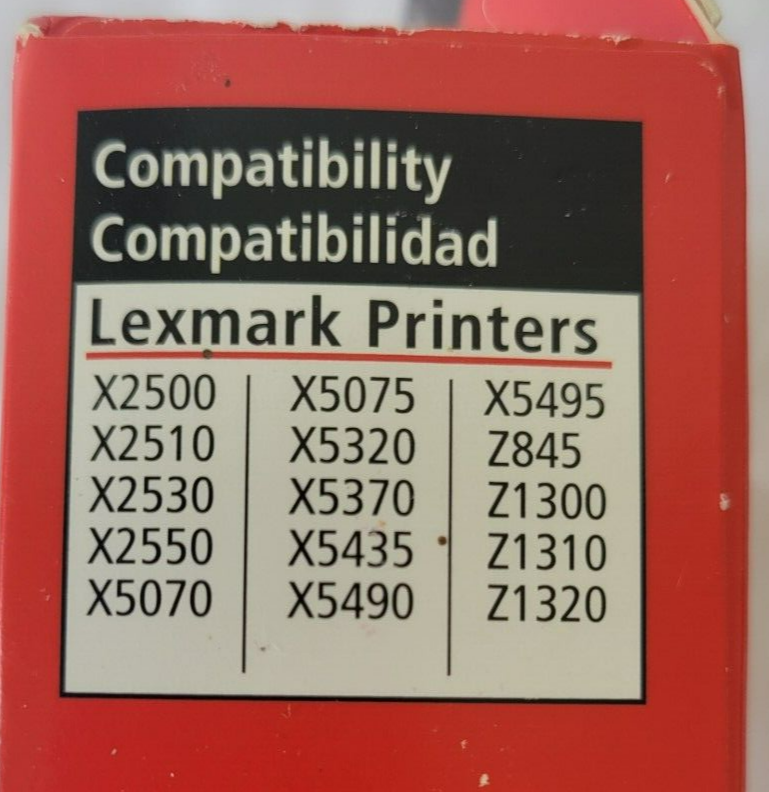 Compatibility
Compatibilidad
Lexmark Printers
X2500
X2510
X2530
X2550
X5070
X5075
X5320
X5370
X5435
X5490
X5495
Z845
Z1300
Z1310
Z1320